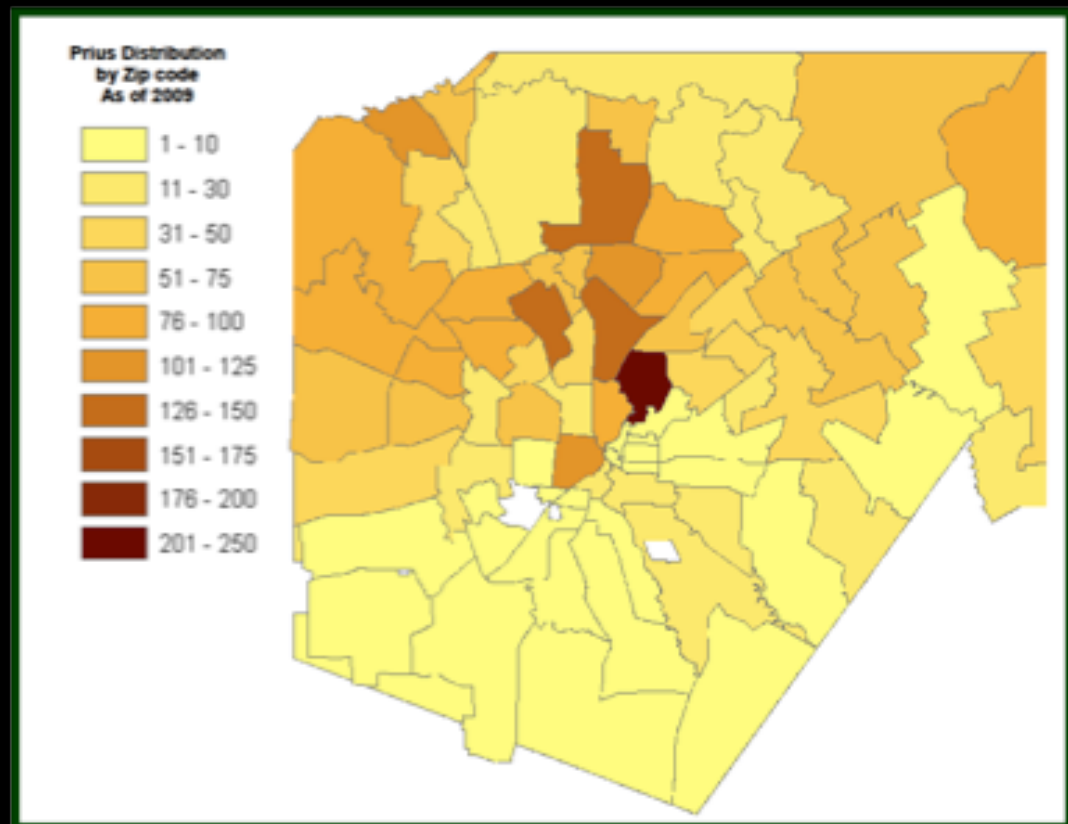 Prius Distribution
by Zip code
As of 2009
1 - 10
11 - 30
31 - 50
51 - 75
76 - 100
101 - 125
126 - 150
151 - 175
176 - 200
201 - 250